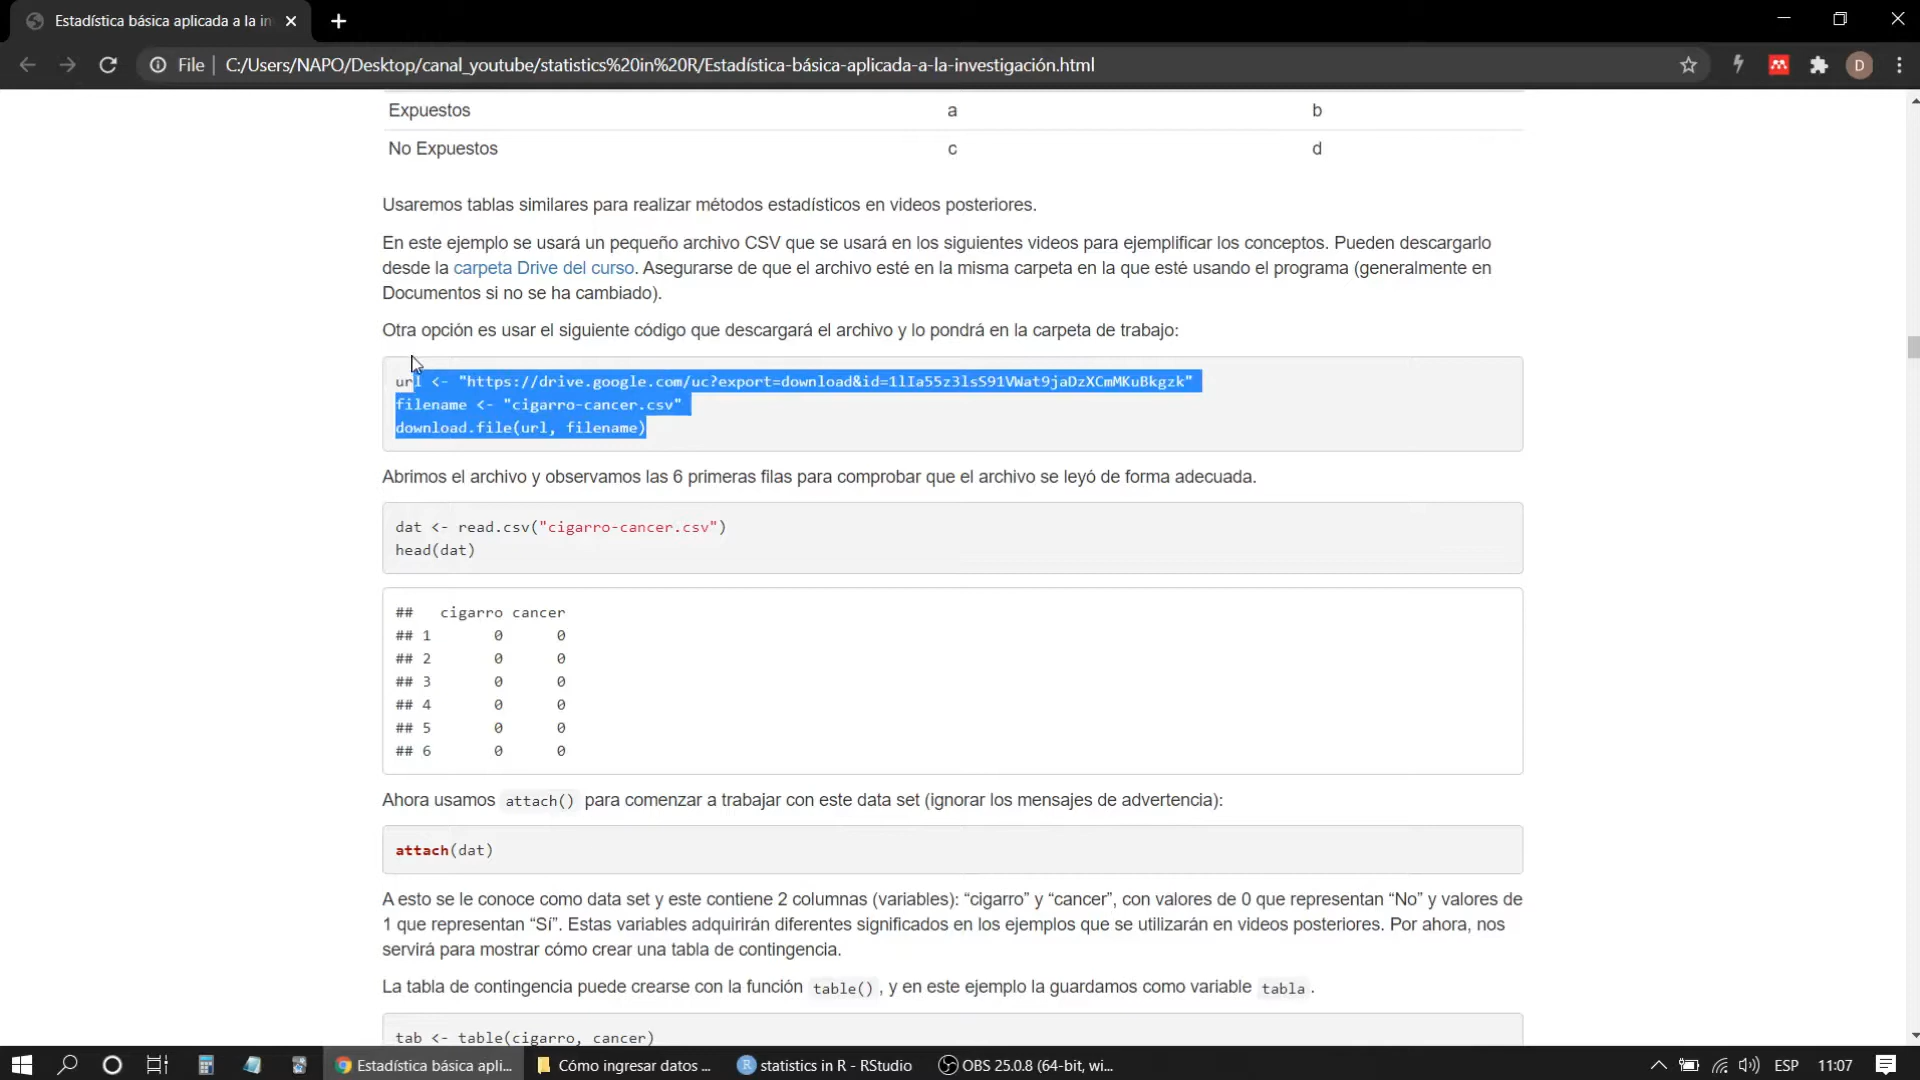 Estadística básica aplicada a la in
File
C:/Users/NAPO/Desktop/canal_youtube/statistics%20in%20R/Estadística-básica-aplicada-a-la-investigación.html
D
Expuestos a b
No Expuestos c d
Usaremos tablas similares para realizar métodos estadísticos en videos posteriores.
En este ejemplo se usará un pequeño archivo CSV que se usará en los siguientes videos para ejemplificar los conceptos. Pueden descargarlo
desde la carpeta Drive del curso. Asegurarse de que el archivo esté en la misma carpeta en la que esté usando el programa (generalmente en
Documentos si no se ha cambiado).
Otra opción es usar el siguiente código que descargará el archivo y lo pondrá en la carpeta de trabajo:
url <- "https://drive.google.com/uc?export=download&id=1lIa55z3lsS91VWat9jaDzXCmMKuBkgzk"
filename <- "cigarro-cancer.csv"
download.file(url, filename)
Abrimos el archivo y observamos las 6 primeras filas para comprobar que el archivo se leyó de forma adecuada.
dat <- read.csv("cigarro-cancer.csv")
head(dat)
##   cigarro cancer
## 1       0      0
## 2       0      0
## 3       0      0
## 4       0      0
## 5       0      0
## 6       0      0
Ahora usamos attach() para comenzar a trabajar con este data set (ignorar los mensajes de advertencia):
attach(dat)
A esto se le conoce como data set y este contiene 2 columnas (variables): “cigarro” y “cancer”, con valores de 0 que representan “No” y valores de
1 que representan “Sí”. Estas variables adquirirán diferentes significados en los ejemplos que se utilizarán en videos posteriores. Por ahora, nos
servirá para mostrar cómo crear una tabla de contingencia.
La tabla de contingencia puede crearse con la función table(), y en este ejemplo la guardamos como variable tabla.
tab <- table(cigarro, cancer)
Estadística básica apli...
Cómo ingresar datos ...
statistics in R - RStudio
OBS 25.0.8 (64-bit, wi...
ESP
11:07